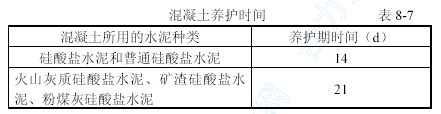 混凝土养护时间 表 8-7
混凝土所用的水泥种类 养护期时间（d）
硅酸盐水泥和普通硅酸盐水泥 14
火山灰质硅酸盐水泥、矿渣硅酸盐水
泥、粉煤灰硅酸盐水泥 21